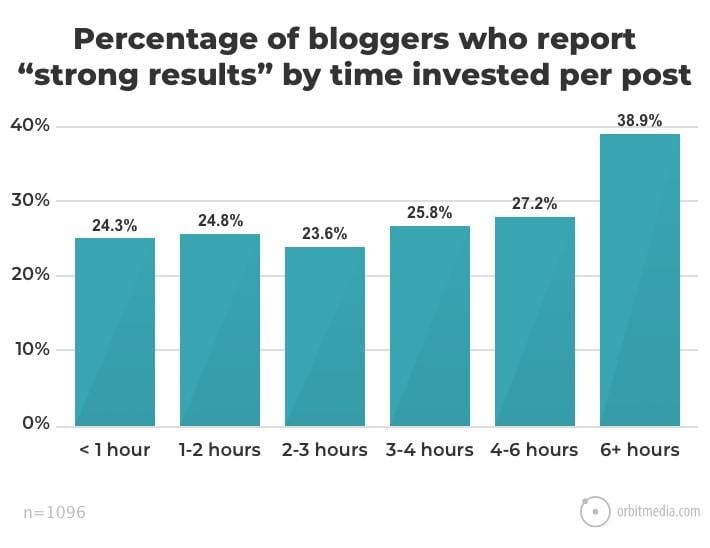 Percentage of bloggers who report
“strong results” by time invested per post
40%
38.9%
30%
24.3%
24.8%
23.6%
25.8%
27.2%
20%
10%
0%
< 1 hour
1-2 hours
2-3 hours
3-4 hours
4-6 hours
6+ hours
n=1096
orbitmedia.com